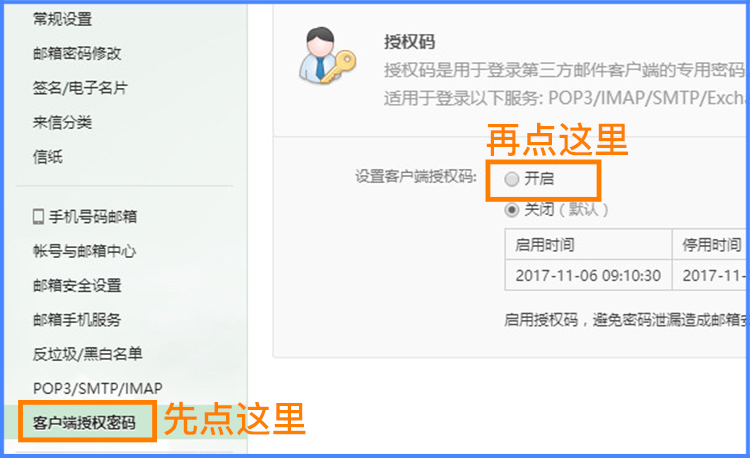 常规设置
邮箱密码修改
签名/电子名片
来信分类
信纸
手机号码邮箱
帐号与邮箱中心
邮箱安全设置
邮箱手机服务
反垃圾/黑白名单
POP3/SMTP/IMAP
客户端授权密码
先点这里
授权码
授权码是用于登录第三方邮件客户端的专用密码
适用于登录以下服务: POP3/IMAP/SMTP/Excha
再点这里
设置客户端授权码:
开启
关闭（默认）
启用时间 停用时间
2017-11-06 09:10:30 2017-11-
启用授权码，避免密码泄漏造成邮箱安